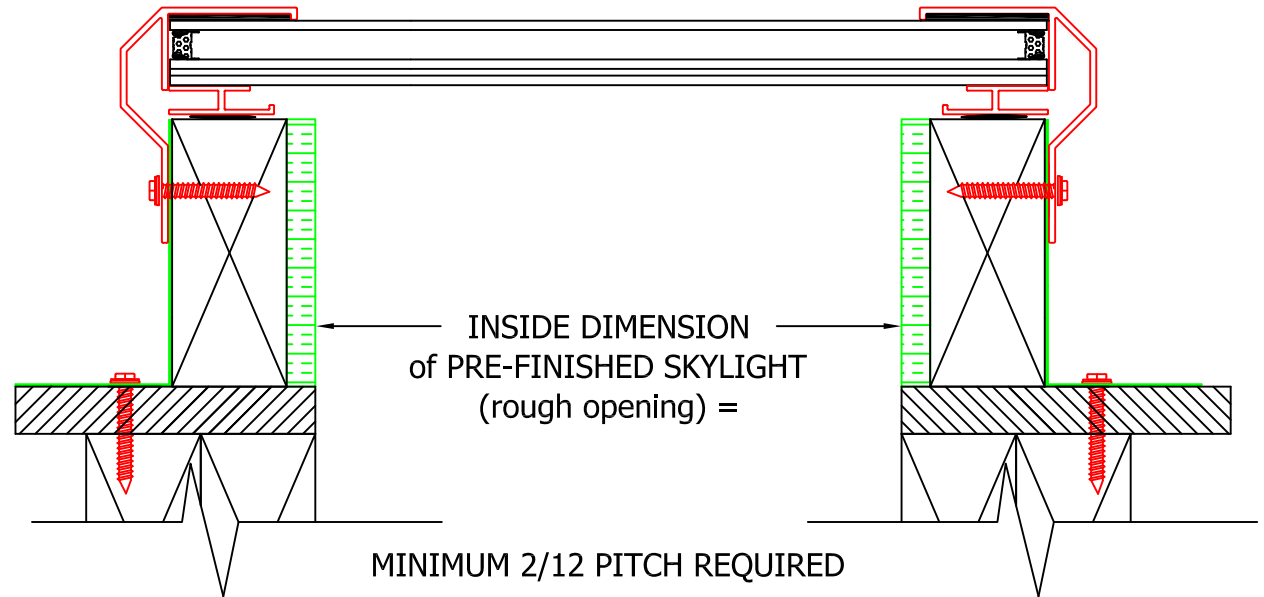 INSIDE DIMENSION
of PRE-FINISHED SKYLIGHT
(rough opening) =
MINIMUM 2/12 PITCH REQUIRED